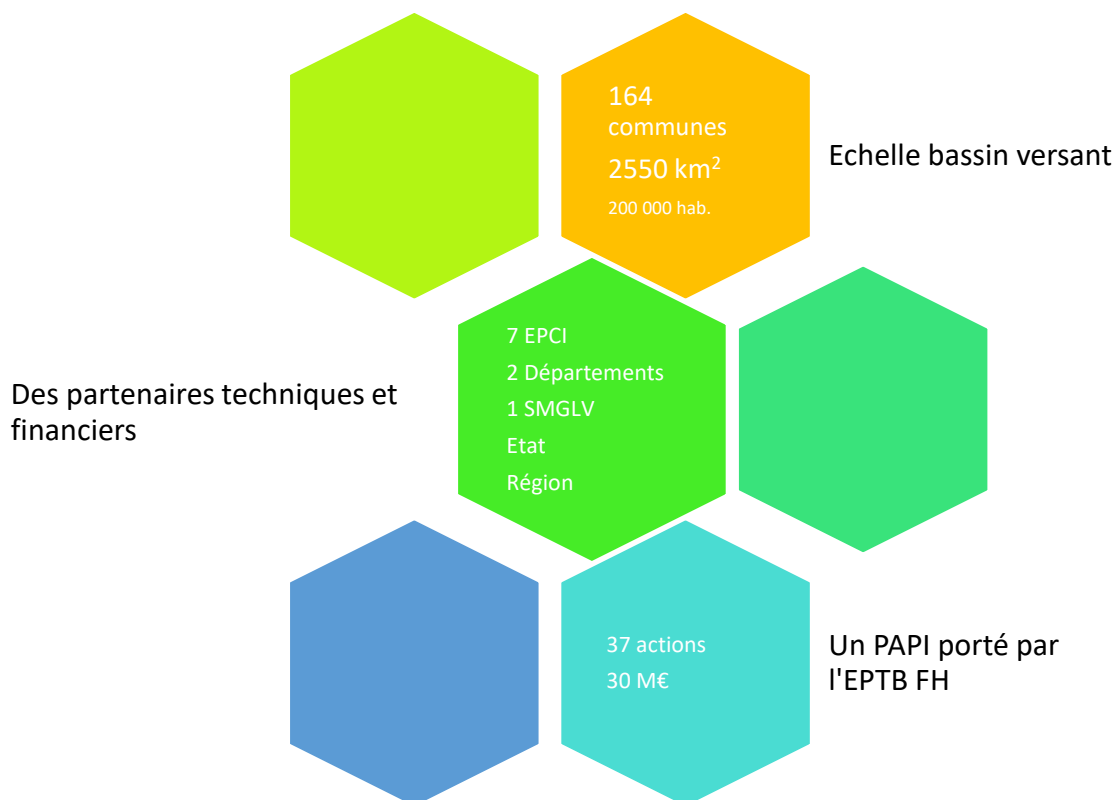 164
communes
2550 km²
200 000 hab.
Echelle bassin versant
7 EPCI
2 Départements
1 SMGLV
Etat
Région
Des partenaires techniques et
financiers
37 actions
30 M€
Un PAPI porté par
l'EPTB FH